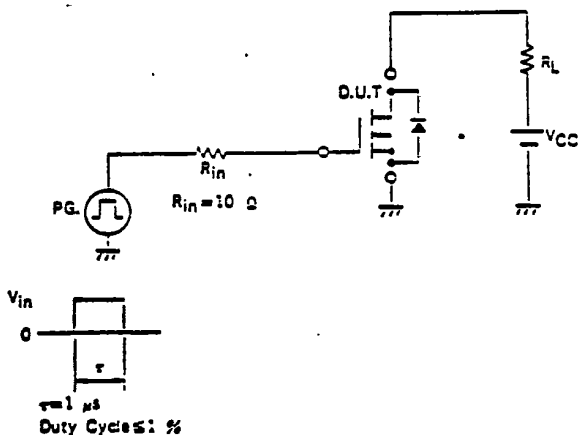 D.U.T
RL
VCC
Rin
Rin=10 Ω
PG.
Vin
0
τ
τ=1 μs
Duty Cycle≤1 %